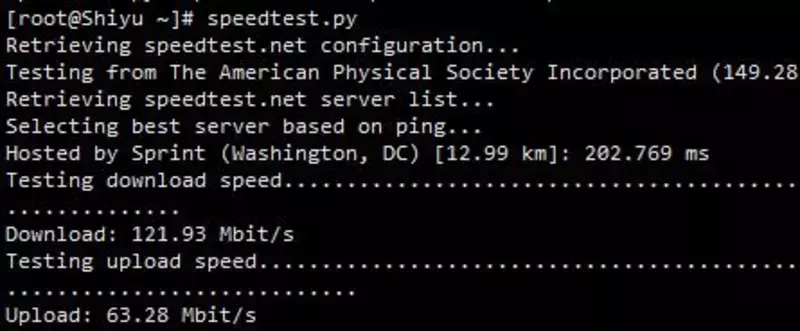 [root@Shiyu ~]# speedtest.py
Retrieving speedtest.net configuration...
Testing from The American Physical Society Incorporated (149.28
Retrieving speedtest.net server list...
Selecting best server based on ping...
Hosted by Sprint (Washington, DC) [12.99 km]: 202.769 ms
Testing download speed...............................................
..............
Download: 121.93 Mbit/s
Testing upload speed.................................................
............................
Upload: 63.28 Mbit/s